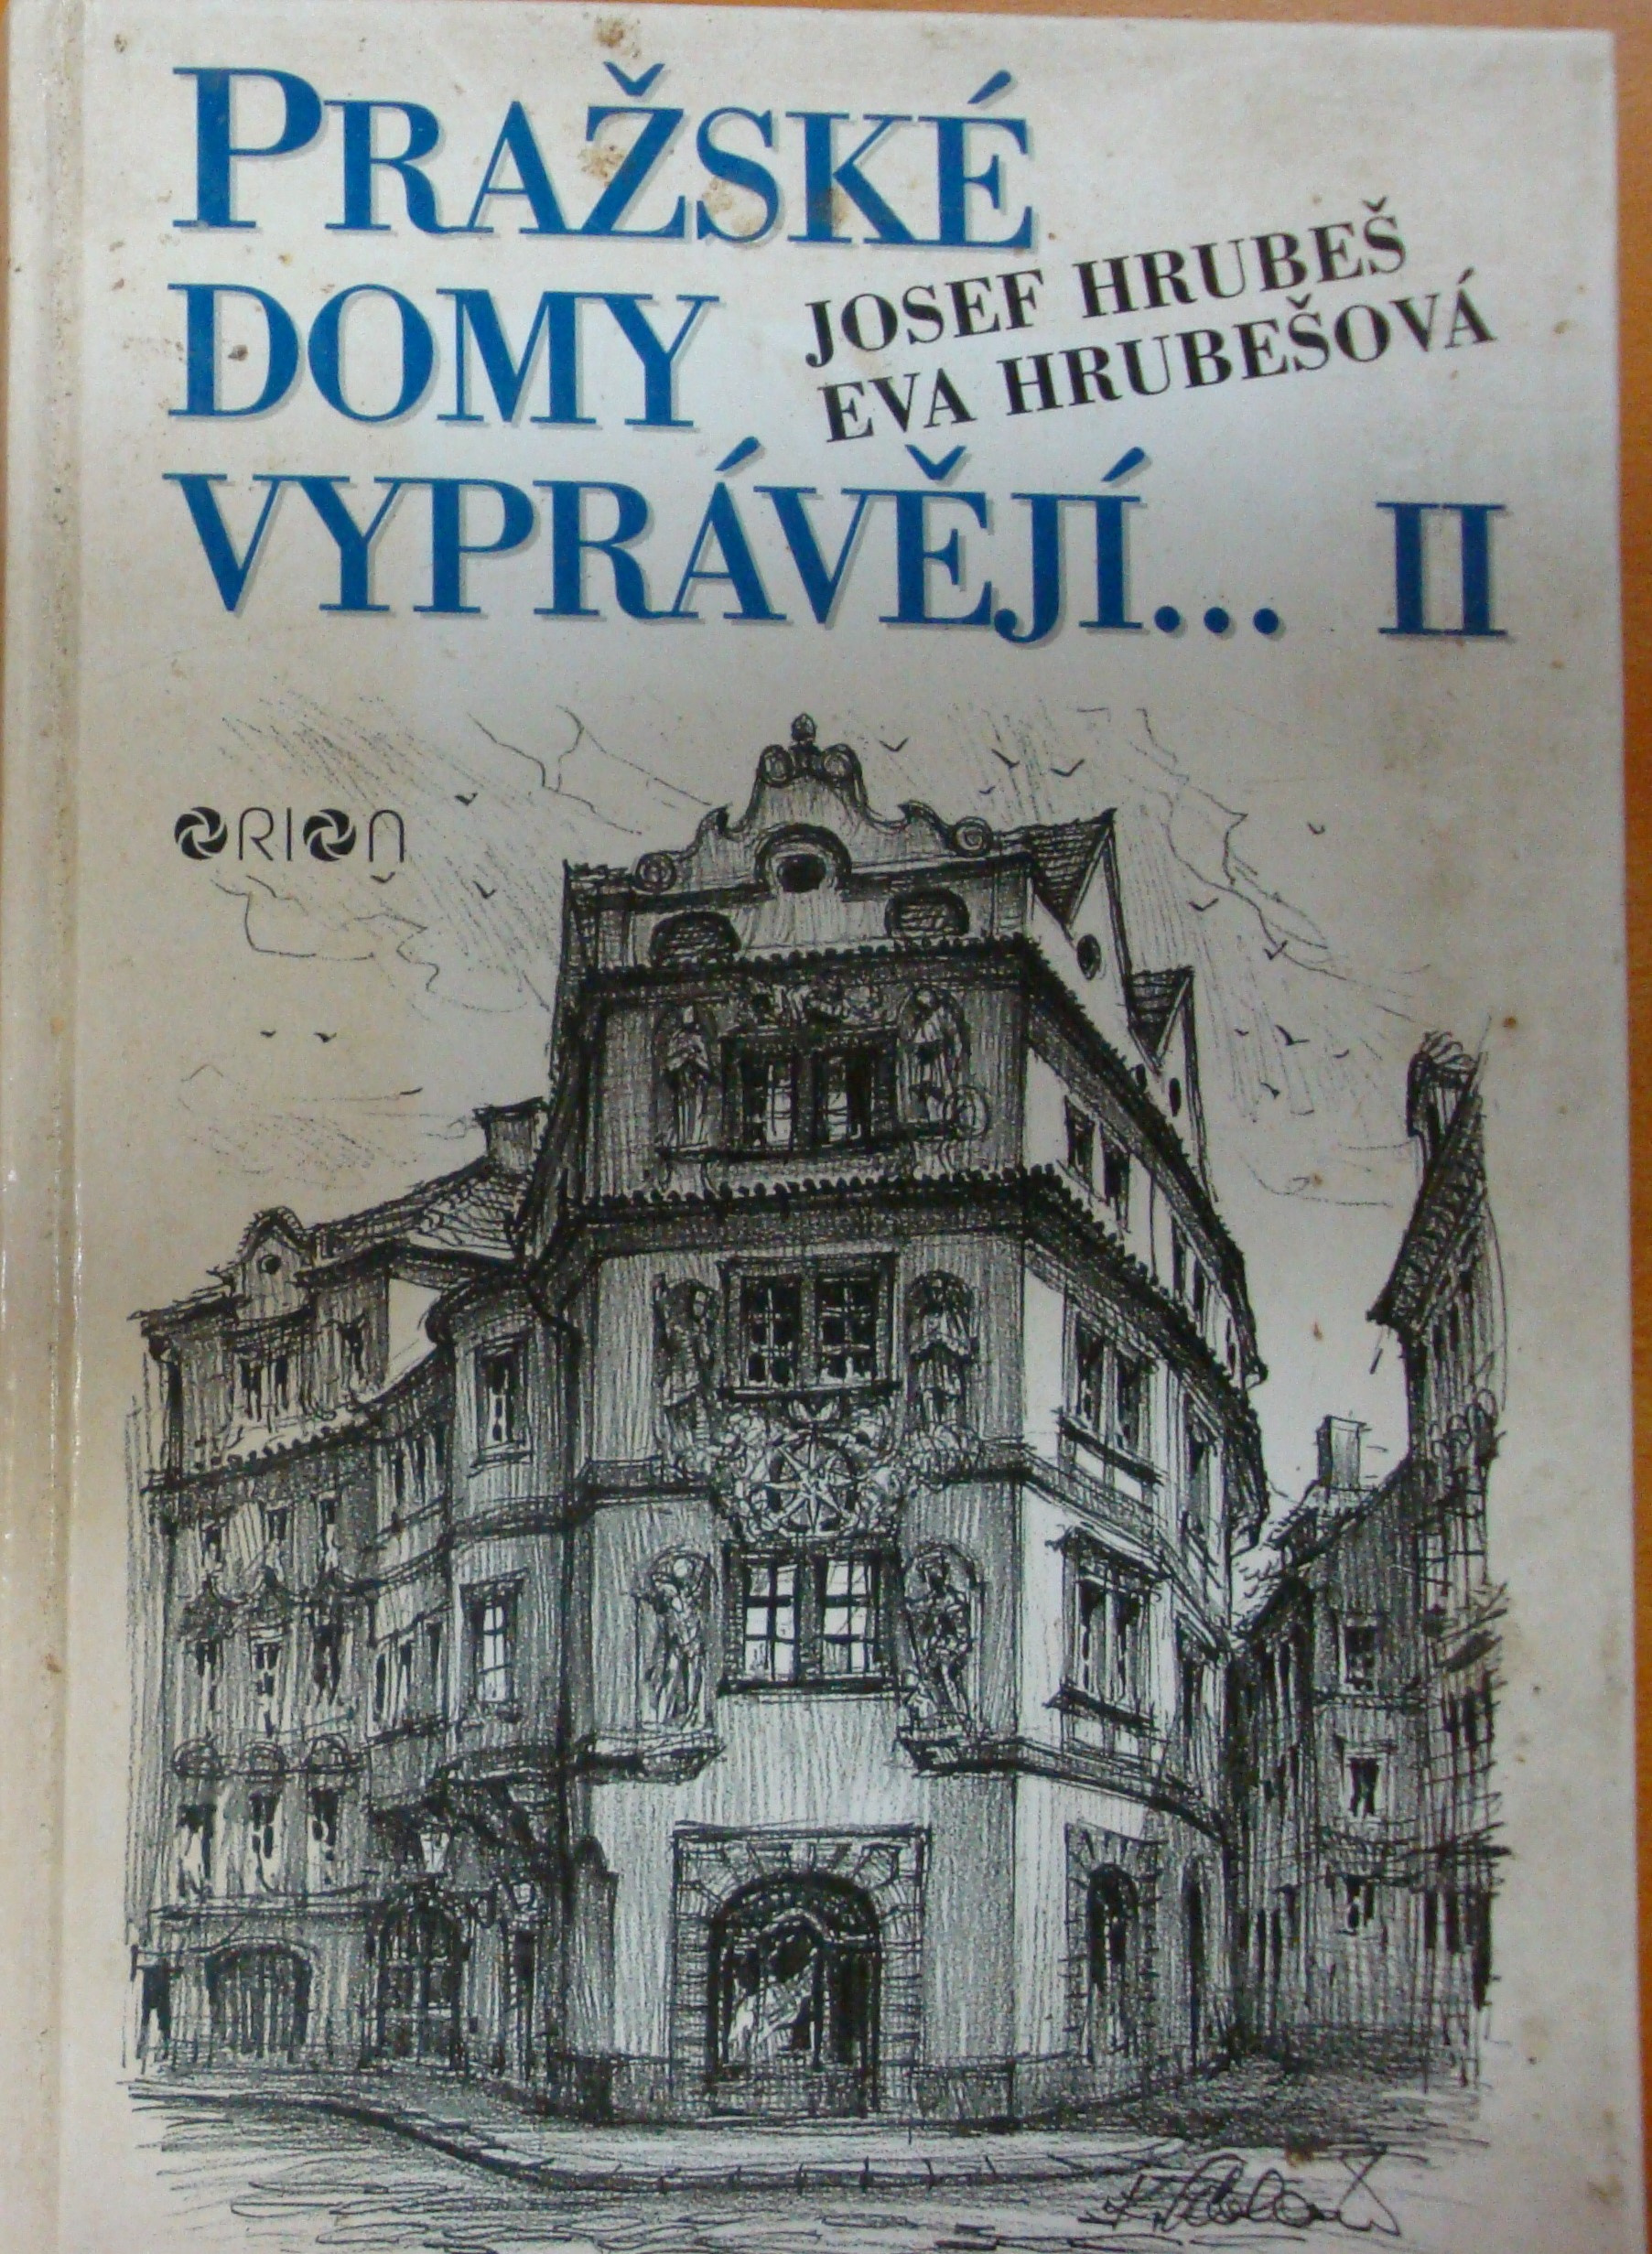 PRAŽSKÉ
DOMY
VYPRÁVĚJÍ... II
JOSEF HRUBEŠ
EVA HRUBEŠOVÁ
ORION